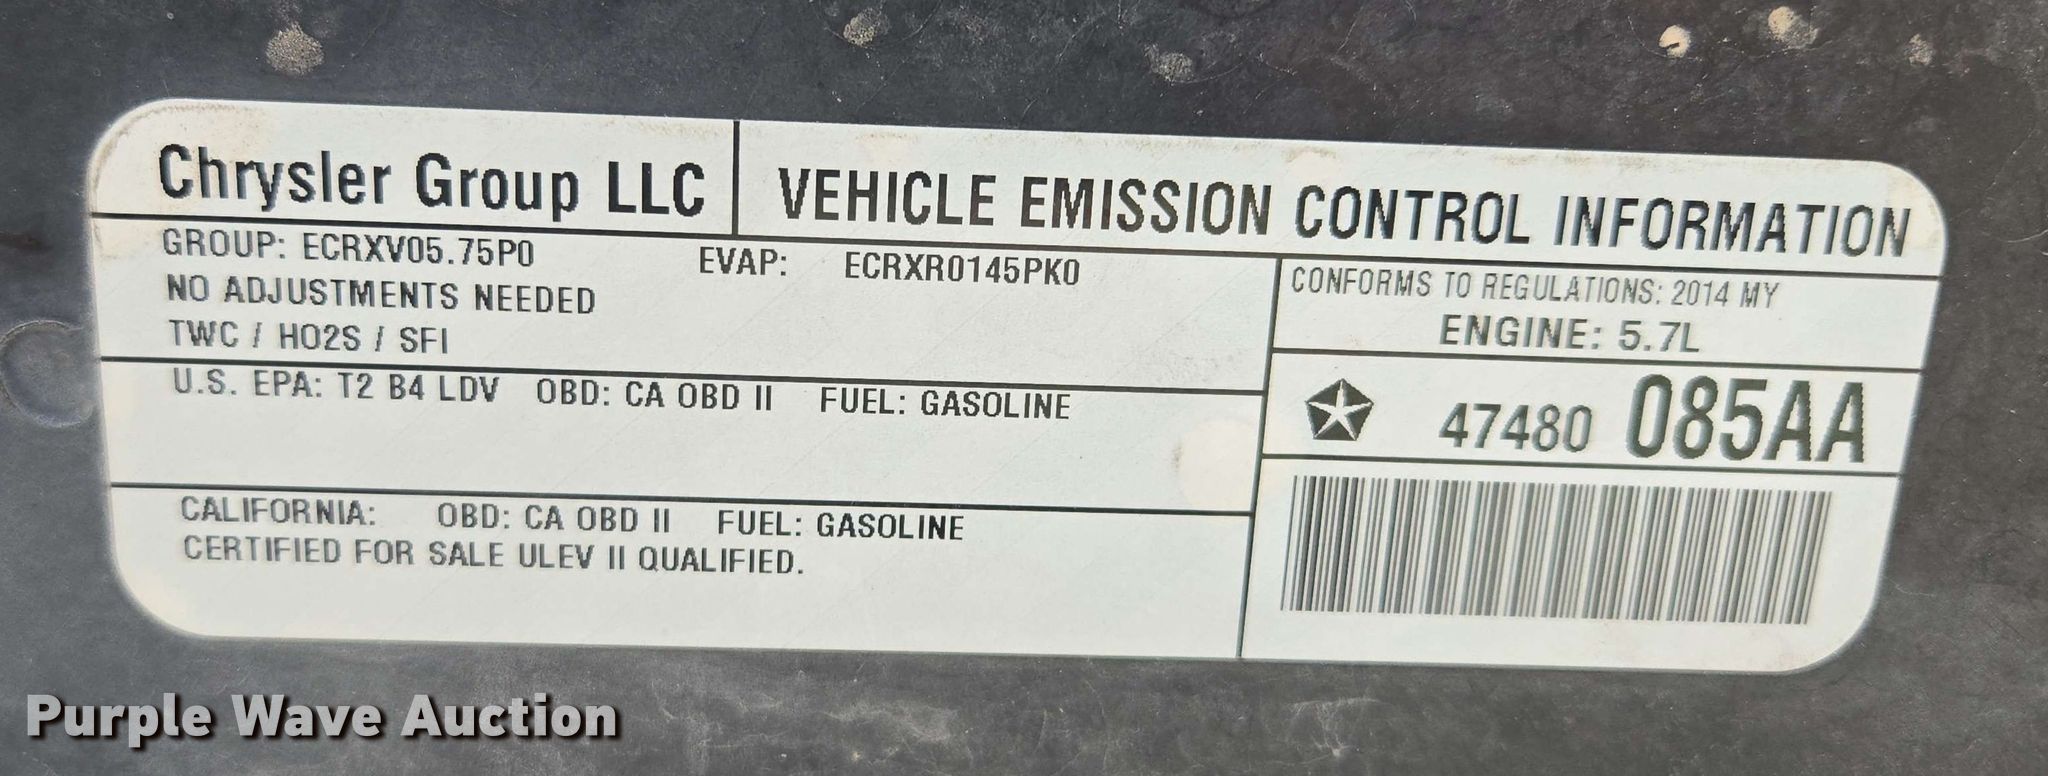 Chrysler Group LLC
VEHICLE EMISSION CONTROL INFORMATION
GROUP: ECRXV05.75P0 EVAP: ECRXR0145PK0
NO ADJUSTMENTS NEEDED
TWC / HO2S / SFI
CONFORMS TO REGULATIONS: 2014 MY
ENGINE: 5.7L
U.S. EPA: T2 B4 LDV OBD: CA OBD II FUEL: GASOLINE
47480 085AA
CALIFORNIA: OBD: CA OBD II FUEL: GASOLINE
CERTIFIED FOR SALE ULEV II QUALIFIED.
Purple Wave Auction